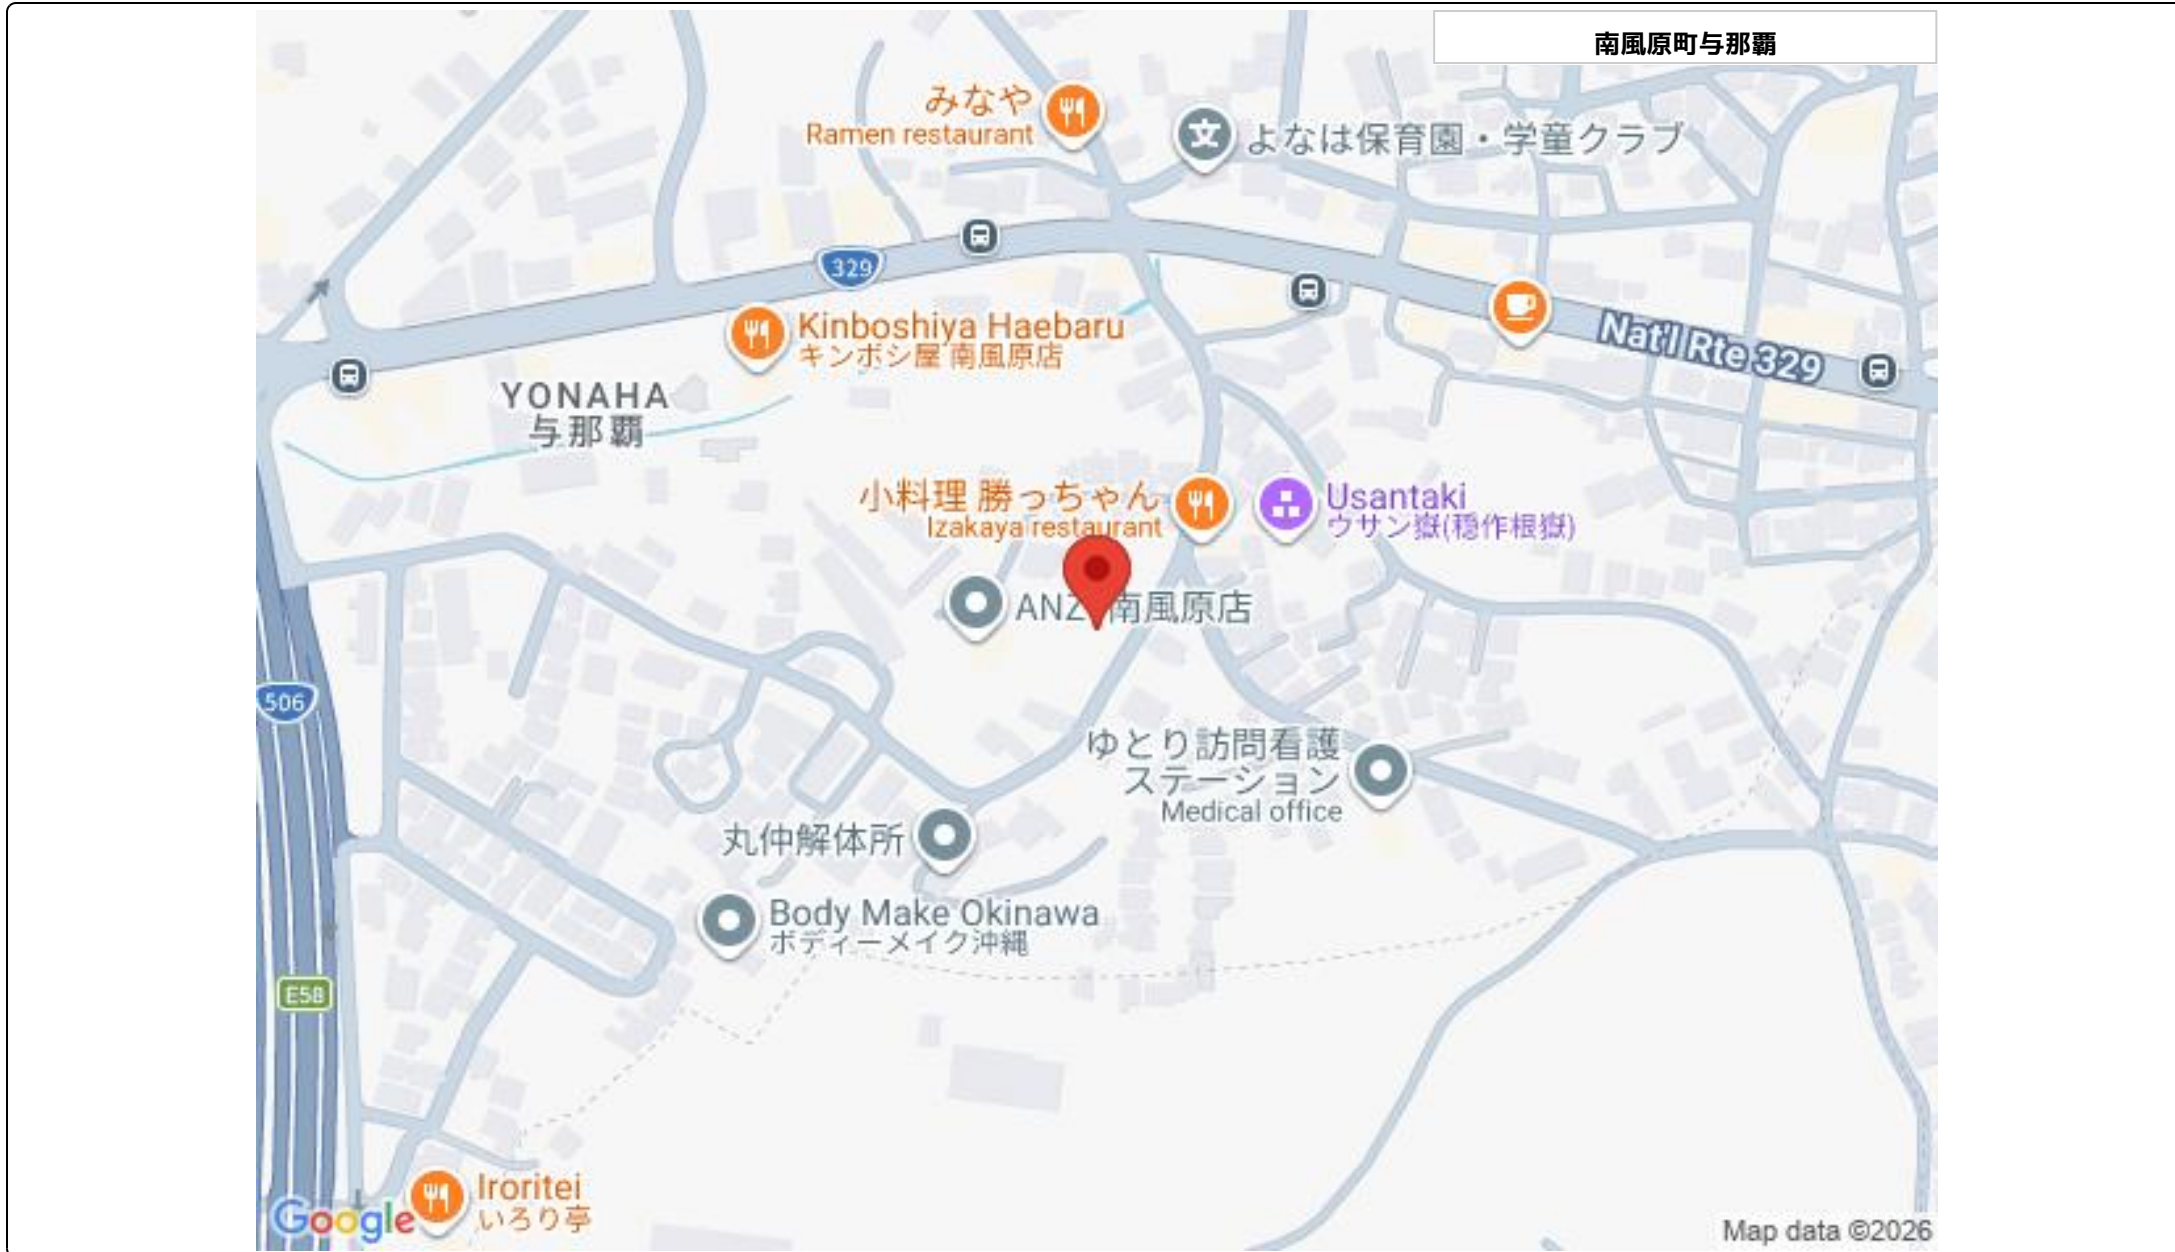 南風原町与那覇
みなや
Ramen restaurant
よなは保育園・学童クラブ
329
Kinboshiya Haebaru
キンボシ屋 南風原店
Nat'l Rte 329
YONAHA
与那覇
小料理 勝っちゃん
Izakaya restaurant
Usantaki
ウサン嶽(穏作根嶽)
南風原店
506
ゆとり訪問看護
ステーション
Medical office
丸仲解体所
Body Make Okinawa
ボディーメイク沖縄
E58
Iroritei
いろり亭
Google
Map data ©2026